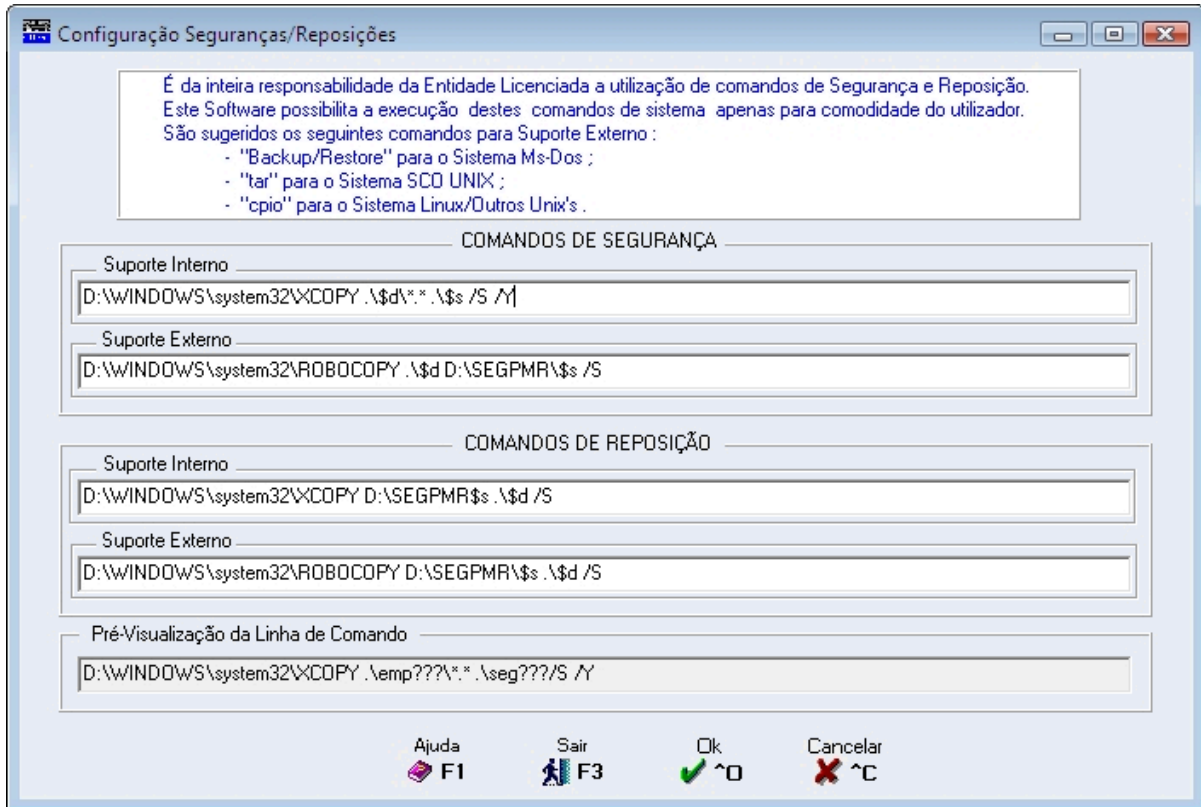 Configuração Seguranças/Reposições
É da inteira responsabilidade da Entidade Licenciada a utilização de comandos de Segurança e Reposição.
Este Software possibilita a execução destes comandos de sistema apenas para comodidade do utilizador.
São sugeridos os seguintes comandos para Suporte Externo :
- "Backup/Restore" para o Sistema Ms-Dos ;
- "tar" para o Sistema SCO UNIX ;
- "cpio" para o Sistema Linux/Outros Unix's .
COMANDOS DE SEGURANÇA
Suporte Interno
D:\WINDOWS\system32\XCOPY .\$d\*.* .\$s /S /Y
Suporte Externo
D:\WINDOWS\system32\ROBOCOPY .\$d D:\SEGPMR\$s /S
COMANDOS DE REPOSIÇÃO
Suporte Interno
D:\WINDOWS\system32\XCOPY D:\SEGPMR$s .\$d /S
Suporte Externo
D:\WINDOWS\system32\ROBOCOPY D:\SEGPMR\$s .\$d /S
Pré-Visualização da Linha de Comando
D:\WINDOWS\system32\XCOPY .\emp???\*.* .\seg???/S /Y
Ajuda Sair Ok Cancelar
F1 F3 ^O ^C